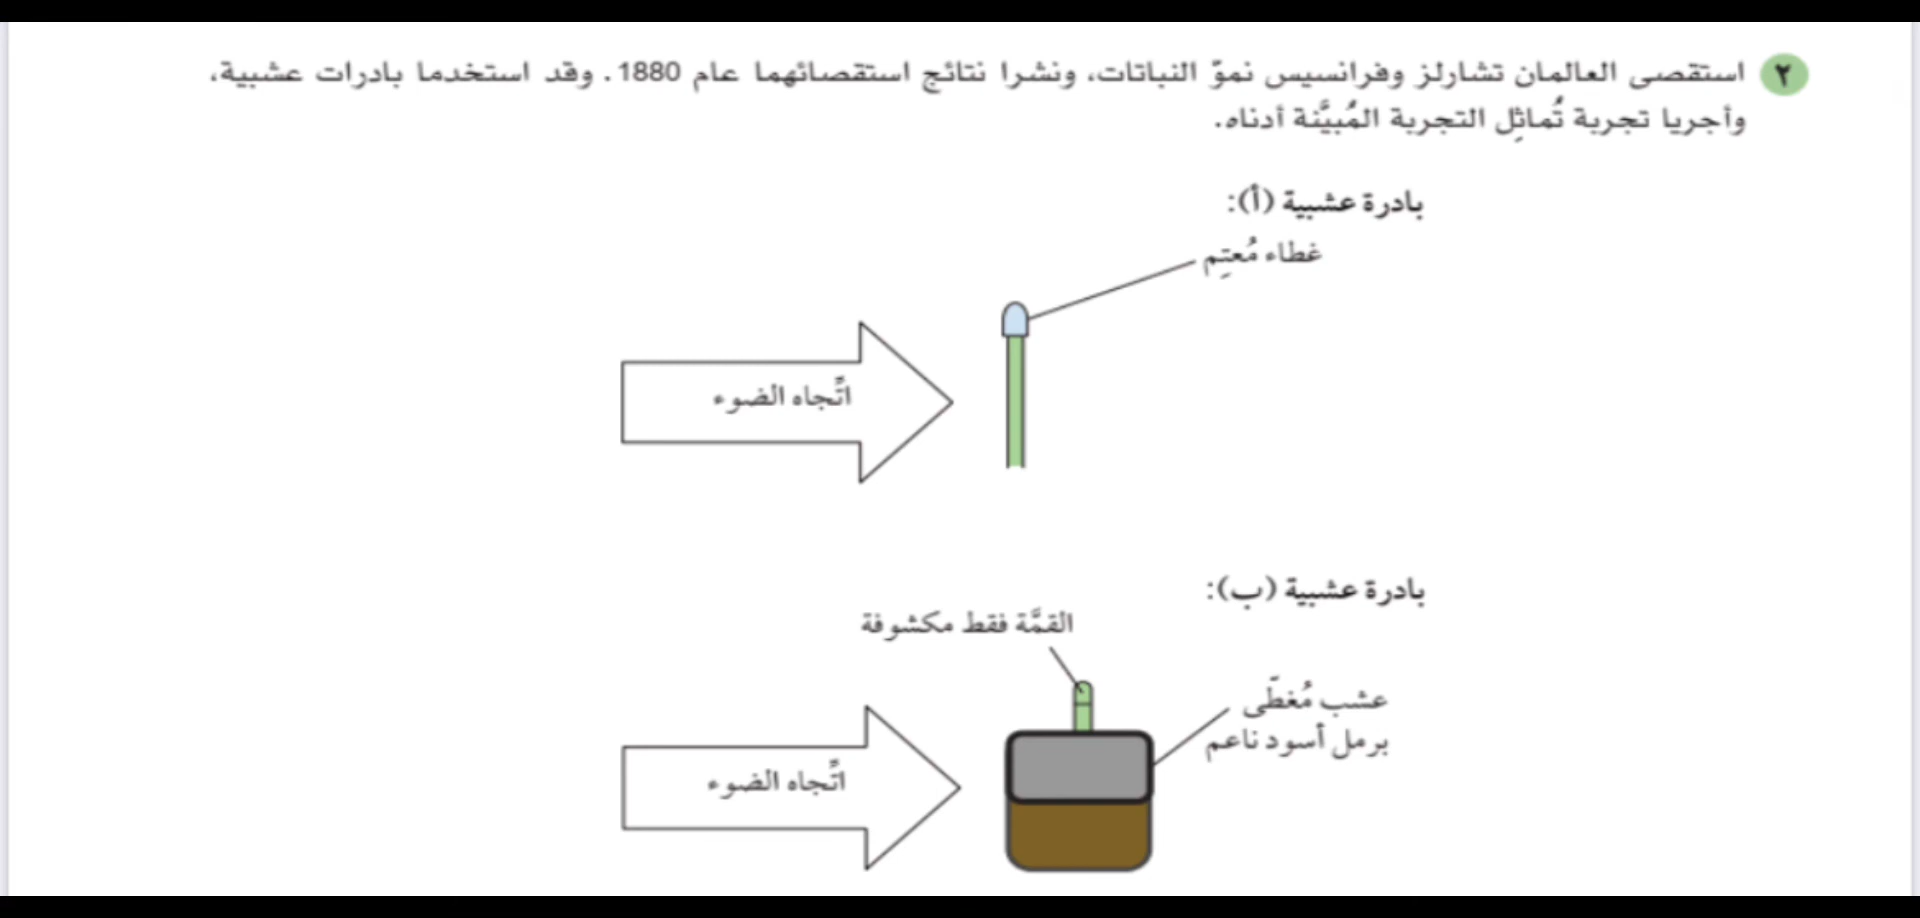 ٢ استقصى العالمان تشارلز وفرانسيس نموّ النباتات، ونشرا نتائج استقصائهما عام 1880. وقد استخدما بادرات عشبية،
وأجريا تجربة تُماثِل التجربة المُبيَّنة أدناه.
بادرة عشبية (أ):
غطاء مُعتِم
اتِّجاه الضوء
بادرة عشبية (ب):
القمَّة فقط مكشوفة
عشب مُغطّى
برمل أسود ناعم
اتِّجاه الضوء